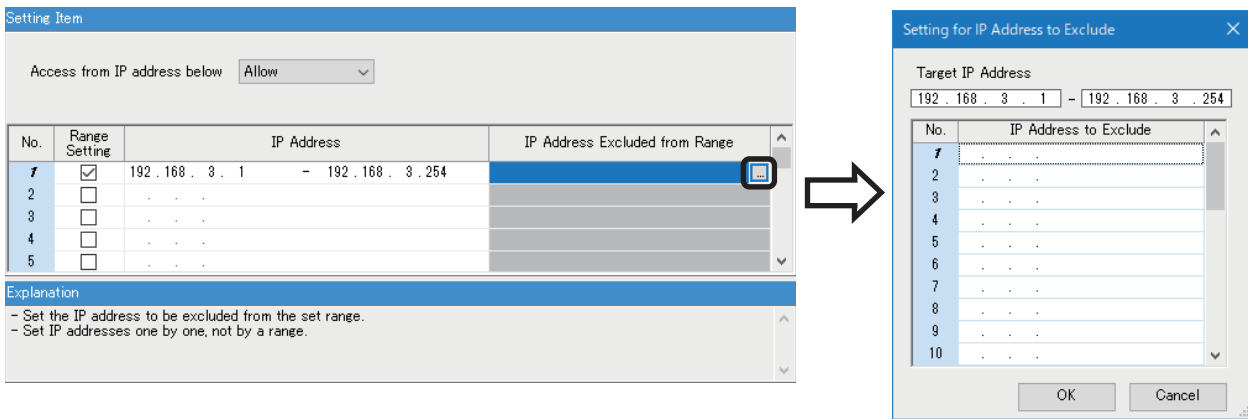 Setting Item
Access from IP address below Allow
No. Range Setting IP Address IP Address Excluded from Range
1 192 . 168 . 3 . 1 - 192 . 168 . 3 . 254 ...
2 . . .
3 . . .
4 . . .
5 . . .
Explanation
- Set the IP address to be excluded from the set range.
- Set IP addresses one by one, not by a range.
Setting for IP Address to Exclude
Target IP Address
192 . 168 . 3 . 1 - 192 . 168 . 3 . 254
No. IP Address to Exclude
1 . . .
2 . . .
3 . . .
4 . . .
5 . . .
6 . . .
7 . . .
8 . . .
9 . . .
10 . . .
OK Cancel